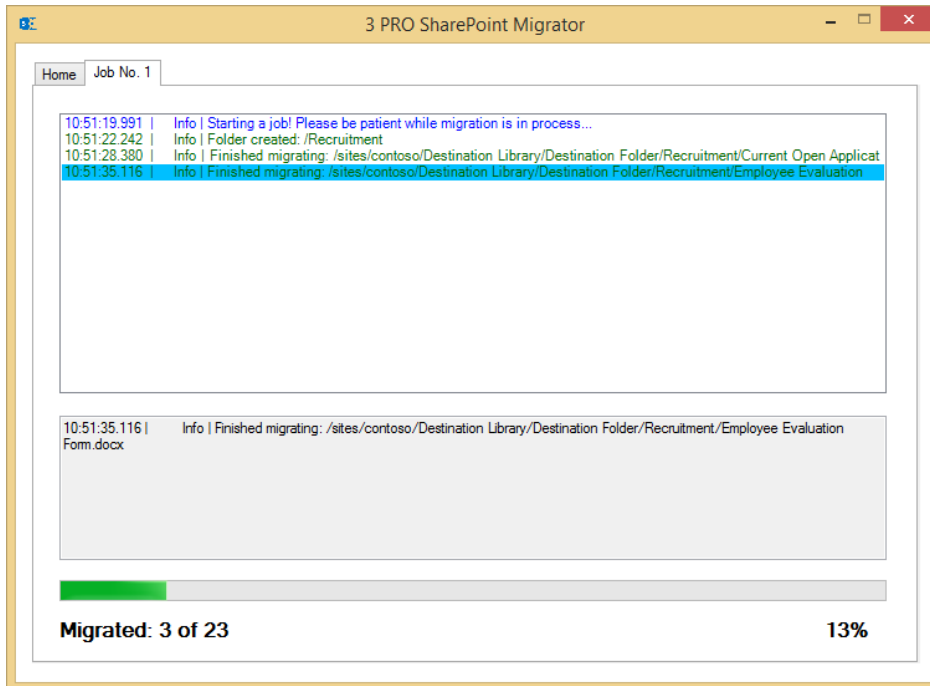 3 PRO SharePoint Migrator
Home Job No. 1
10:51:19.991 | Info | Starting a job! Please be patient while migration is in process...
10:51:22.242 | Info | Folder created: /Recruitment
10:51:28.380 | Info | Finished migrating: /sites/contoso/Destination Library/Destination Folder/Recruitment/Current Open Applicat
10:51:35.116 | Info | Finished migrating: /sites/contoso/Destination Library/Destination Folder/Recruitment/Employee Evaluation
10:51:35.116 | Info | Finished migrating: /sites/contoso/Destination Library/Destination Folder/Recruitment/Employee Evaluation
Form.docx
Migrated: 3 of 23 13%